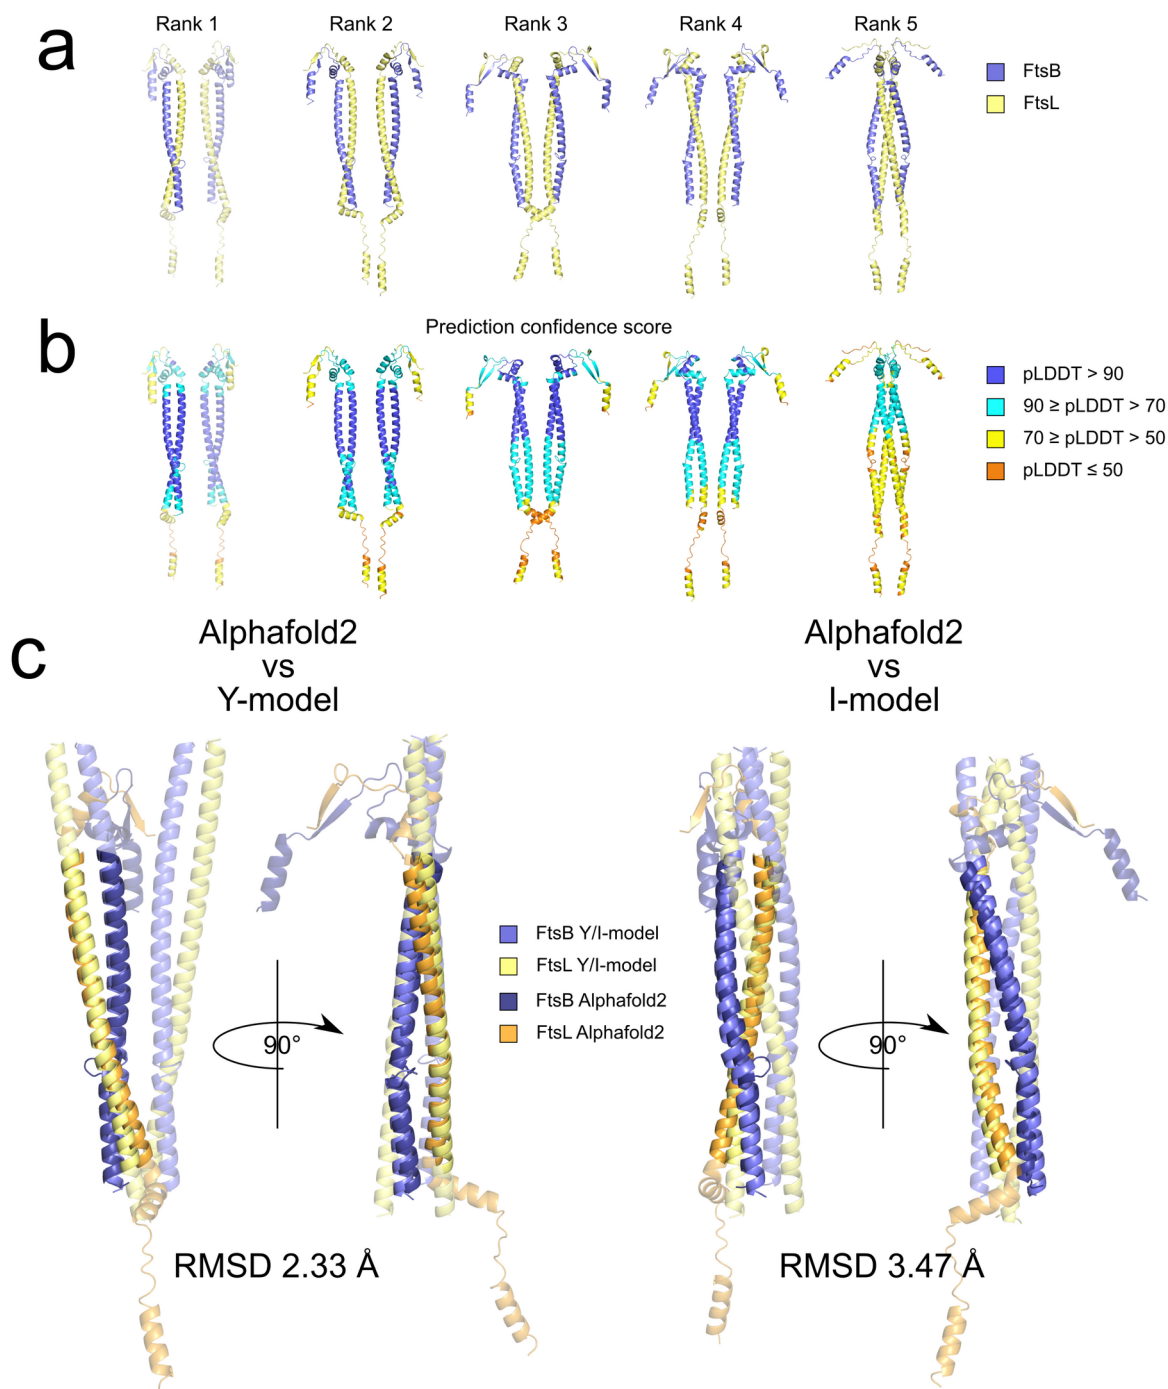 a
Rank 1
Rank 2
Rank 3
Rank 4
Rank 5
FtsB
FtsL
b
Prediction confidence score
pLDDT > 90
90 ≥ pLDDT > 70
70 ≥ pLDDT > 50
pLDDT ≤ 50
c
Alphafold2
vs
Y-model
Alphafold2
vs
I-model
FtsB Y/I-model
FtsL Y/I-model
FtsB Alphafold2
FtsL Alphafold2
90°
90°
RMSD 2.33 Å
RMSD 3.47 Å